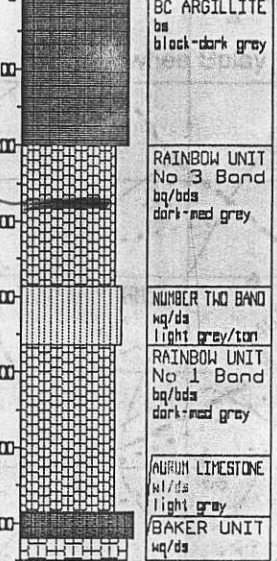 BC ARGILLITE
bs
black-dark grey
RAINBOW UNIT
No 3 Band
bq/bds
dark-med grey
NUMBER TWO BAND
wq/ds
light grey/tan
RAINBOW UNIT
No 1 Band
bq/bds
dark-med grey
AURUM LIMESTONE
wl/ds
light gray
BAKER UNIT
wq/ds